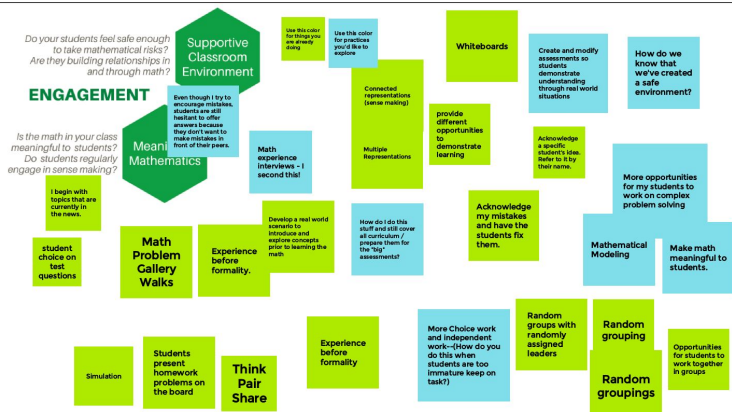 Do your students feel safe enough
to take mathematical risks?
Are they building relationships in
and through math?
Supportive
Classroom
Environment
ENGAGEMENT
Is the math in your class
meaningful to students?
Do students regularly
engage in sense making?
Mathematics
Use this color
for things you
are already
doing
Use this color
for practices
you'd like to
explore
Even though I try to
encourage mistakes,
students are still
hesitant to offer
answers because
they don't want to
make mistakes in
front of their peers.
Math
experience
interviews - I
second this!
Connected
representations
(sense making)
Multiple
Representations
Whiteboards
provide
different
opportunities
to
demonstrate
learning
Create and modify
assessments so
students
demonstrate
understanding
through real world
situations
How do we
know that
we've created
a safe
environment?
Acknowledge
a specific
student's idea.
Refer to it by
their name.
More opportunities
for my students to
work on complex
problem solving
I begin with
topics that are
currently in
the news.
student
choice on
test
questions
Math
Problem
Gallery
Walks
Experience
before
formality.
Develop a real world
scenario to
introduce and
explore concepts
prior to learning the
math
How do I do this
stuff and still cover
all curriculum /
prepare them for
the "big"
assessments?
Acknowledge
my mistakes
and have the
students fix
them.
Mathematical
Modeling
Make math
meaningful to
students.
Simulation
Students
present
homework
problems on
the board
Think
Pair
Share
Experience
before
formality
More Choice work
and independent
work--(How do you
do this when
students are too
immature keep on
task?)
Random
groups with
randomly
assigned
leaders
Random
grouping
Random
groupings
Opportunities
for students to
work together
in groups